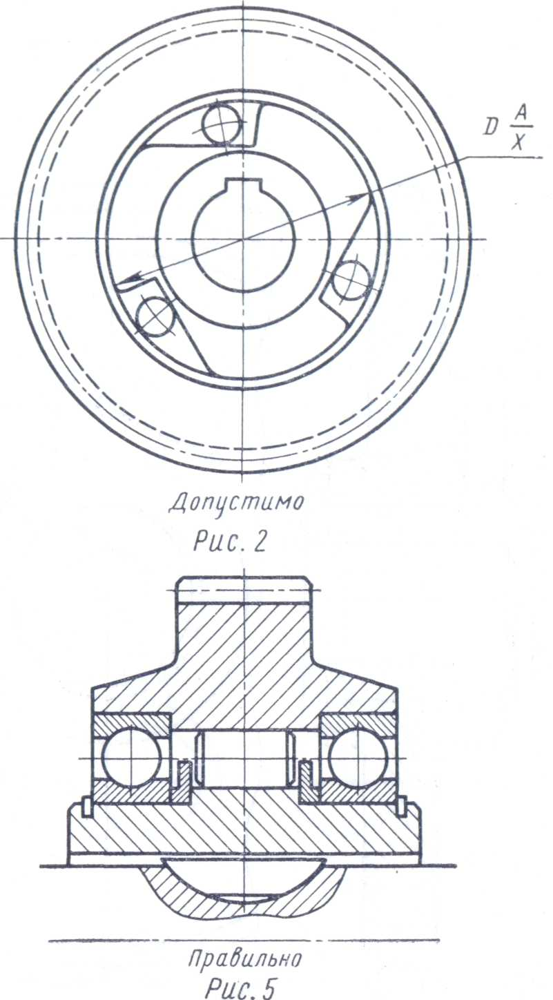 D A/X
Допустимо
Рис. 2
Правильно
Рис. 5